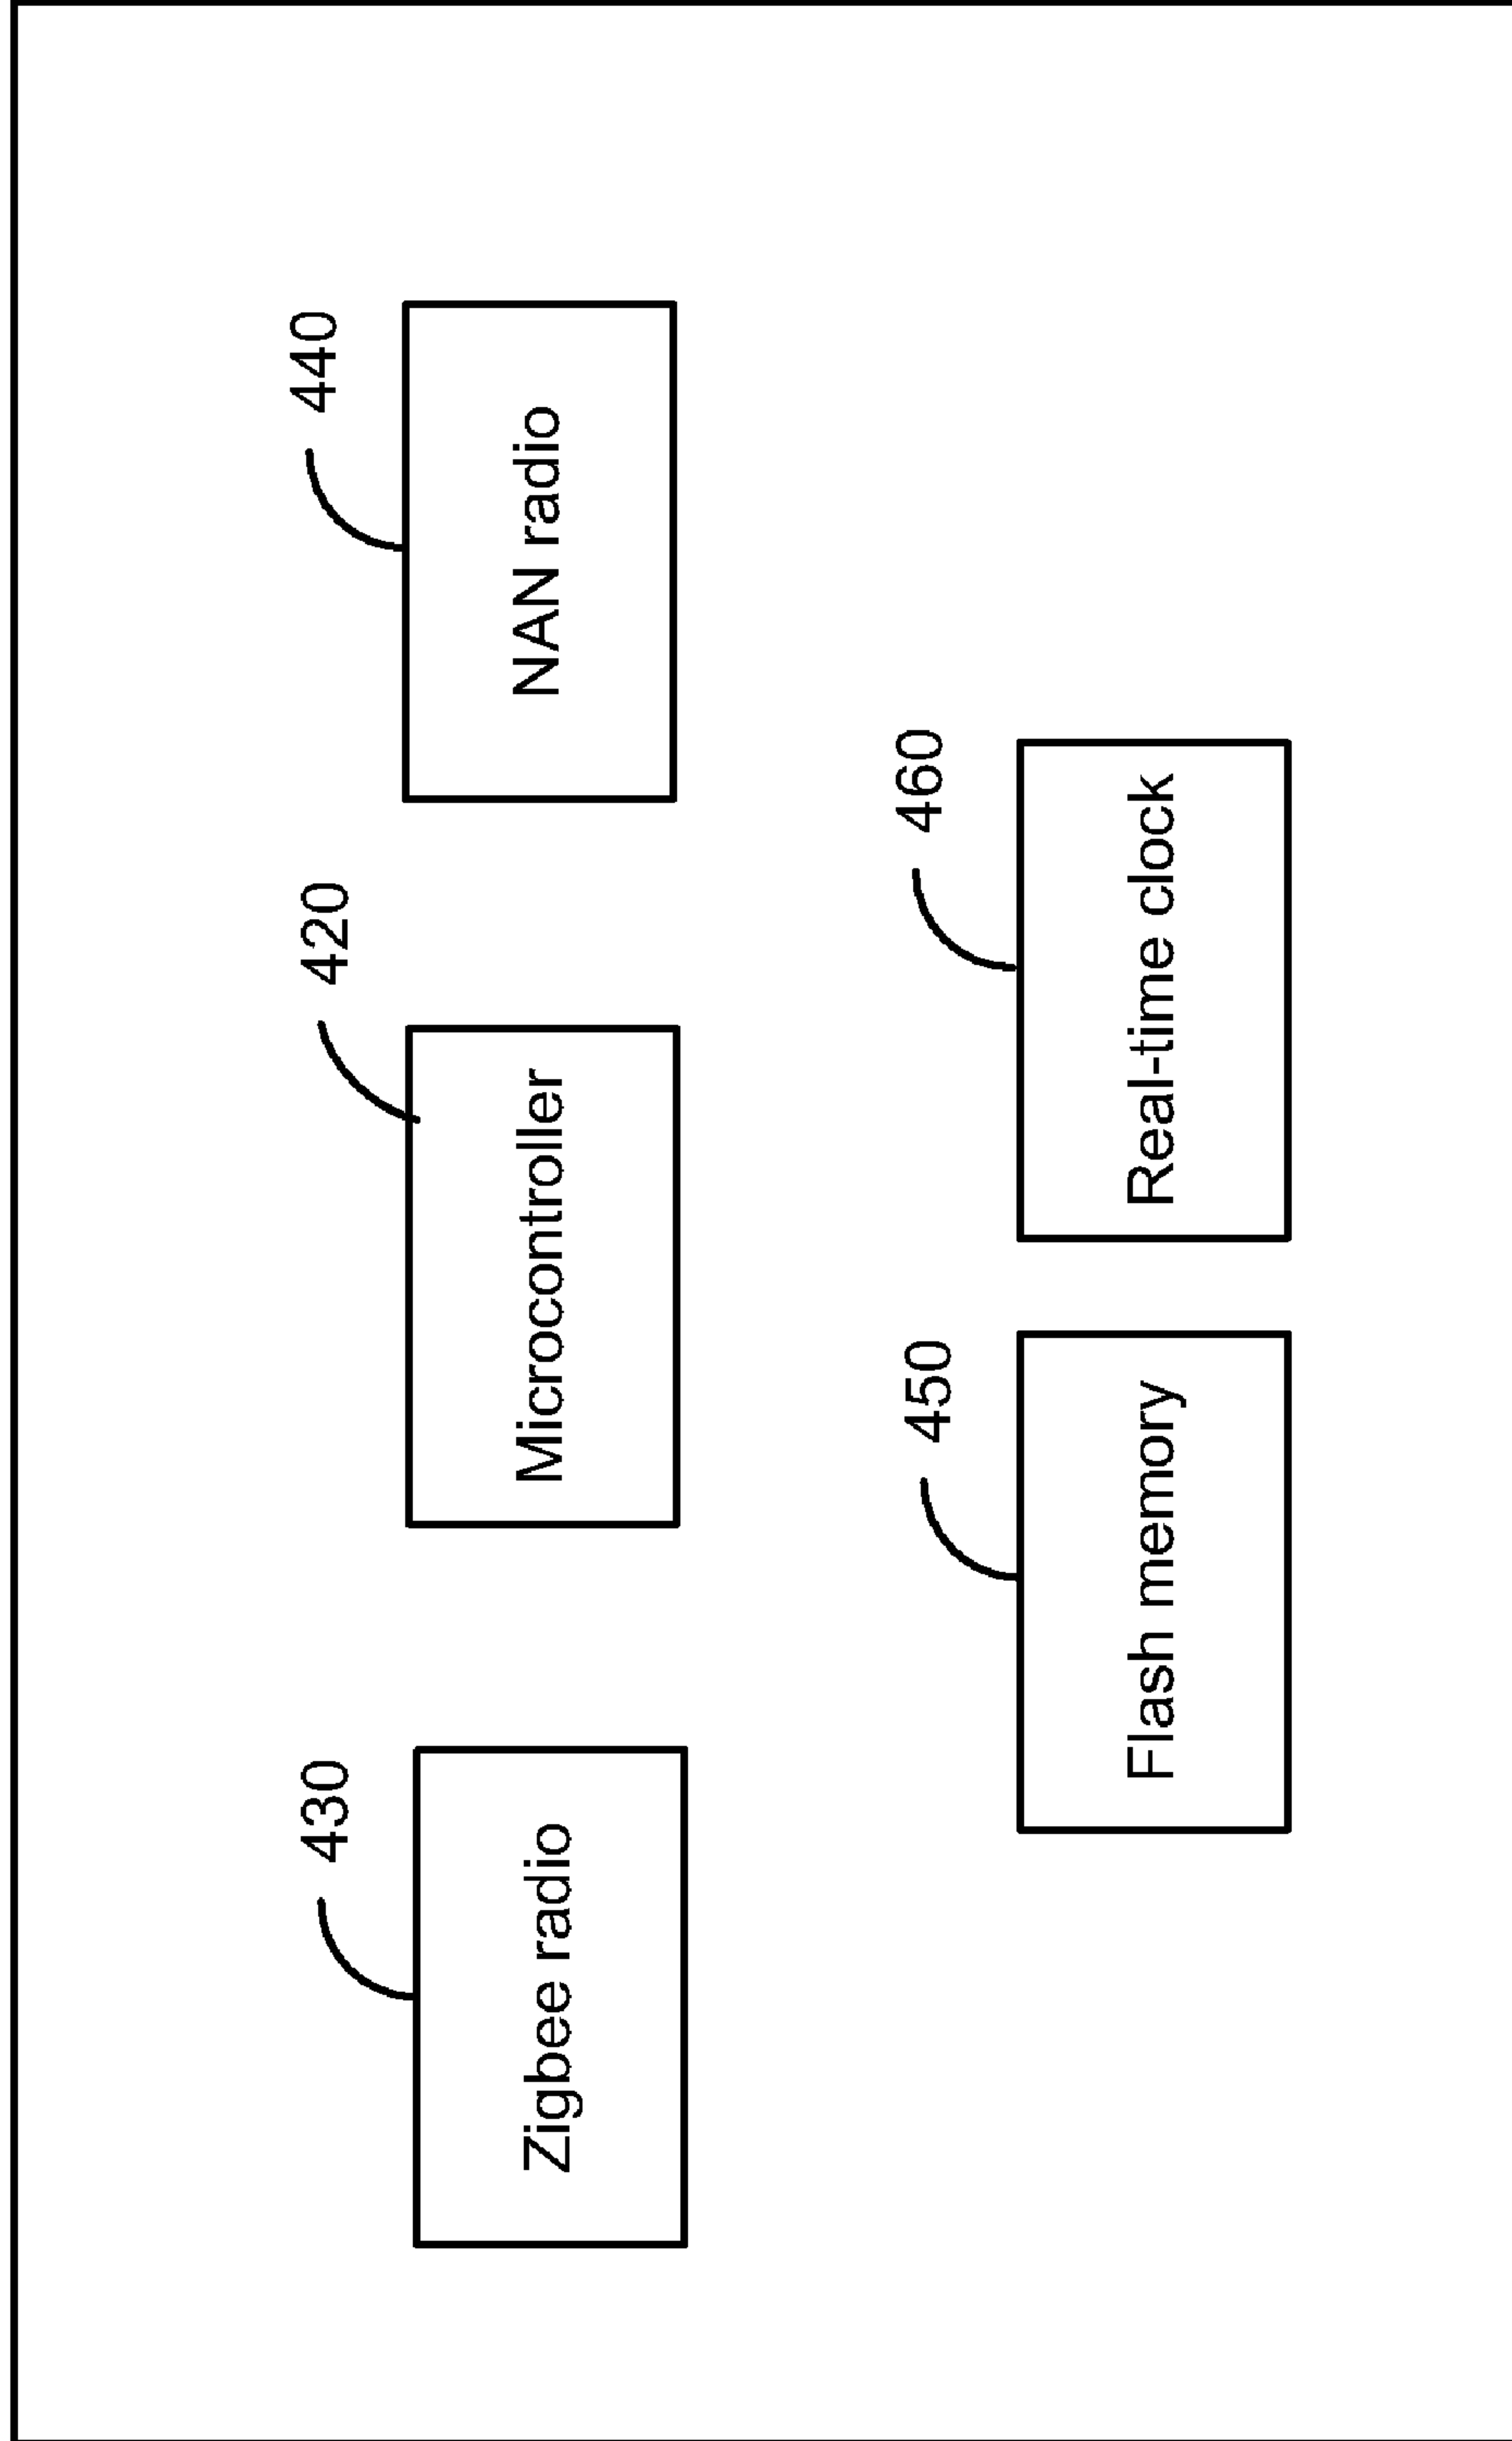 430
420
440
Zigbee radio
Microcontroller
NAN radio
450
460
Flash memory
Real-time clock